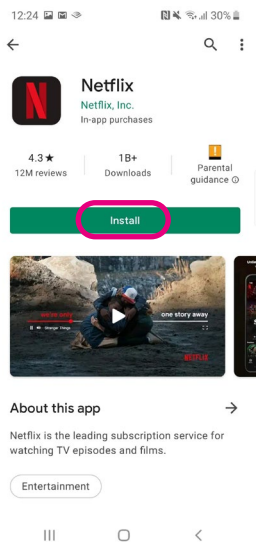 12:24 30%
Netflix
Netflix, Inc.
In-app purchases
4.3★ 1B+ Parental
12M reviews Downloads guidance
Install
one story away
Stranger Things
NETFLIX
About this app
Netflix is the leading subscription service for
watching TV episodes and films.
Entertainment